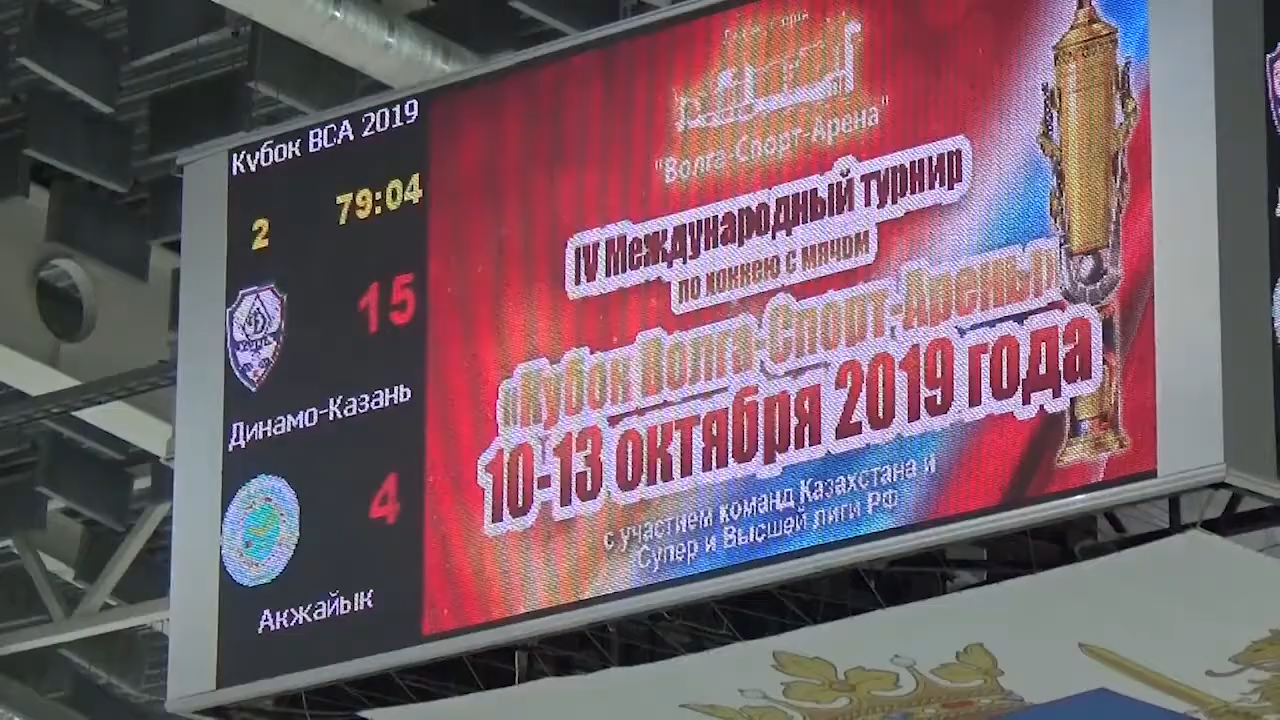 Кубок ВСА 2019
2 79:04
15
Динамо-Казань
4
Акжайык
"Волга-Спорт-Арена"
IV Международный турнир
по хоккею с мячом
«Кубок Волга-Спорт-Арены»
10-13 октября 2019 года
с участием команд Казахстана и
Супер и Высшей лиги РФ